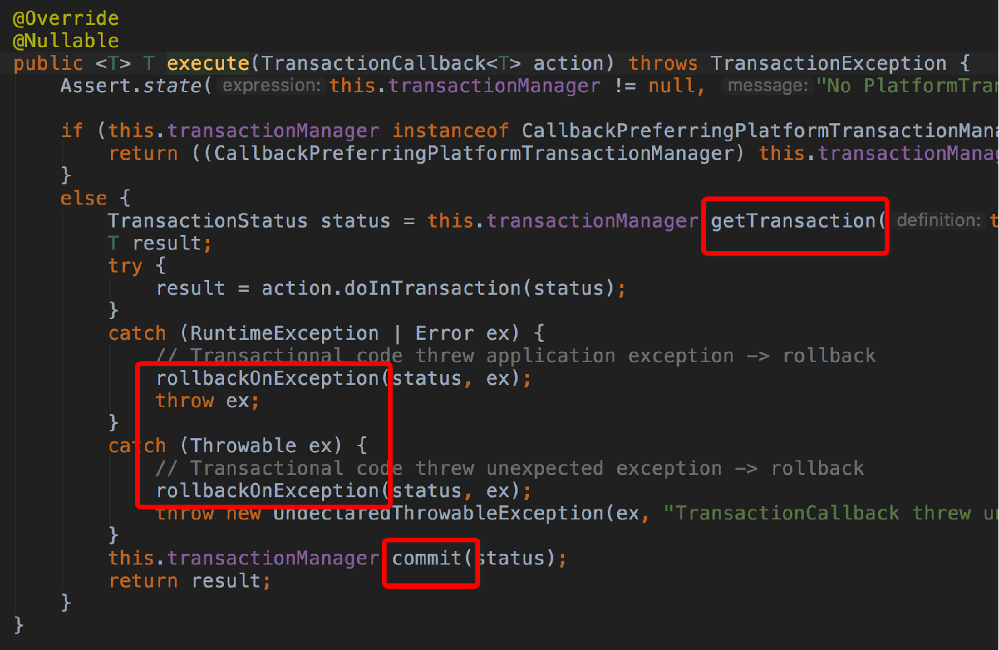 @Override
@Nullable
public <T> T execute(TransactionCallback<T> action) throws TransactionException {
Assert.state( expression: this.transactionManager != null, message: "No PlatformTran
if (this.transactionManager instanceof CallbackPreferringPlatformTransactionMana
return ((CallbackPreferringPlatformTransactionManager) this.transactionManag
}
else {
TransactionStatus status = this.transactionManager getTransaction( definition: t
T result;
try {
result = action.doInTransaction(status);
}
catch (RuntimeException | Error ex) {
// Transactional code threw application exception -> rollback
rollbackOnException(status, ex);
throw ex;
}
catch (Throwable ex) {
// Transactional code threw unexpected exception -> rollback
rollbackOnException(status, ex);
throw new UndeclaredThrowableException(ex, "TransactionCallback threw un
}
this.transactionManager commit(status);
return result;
}
}